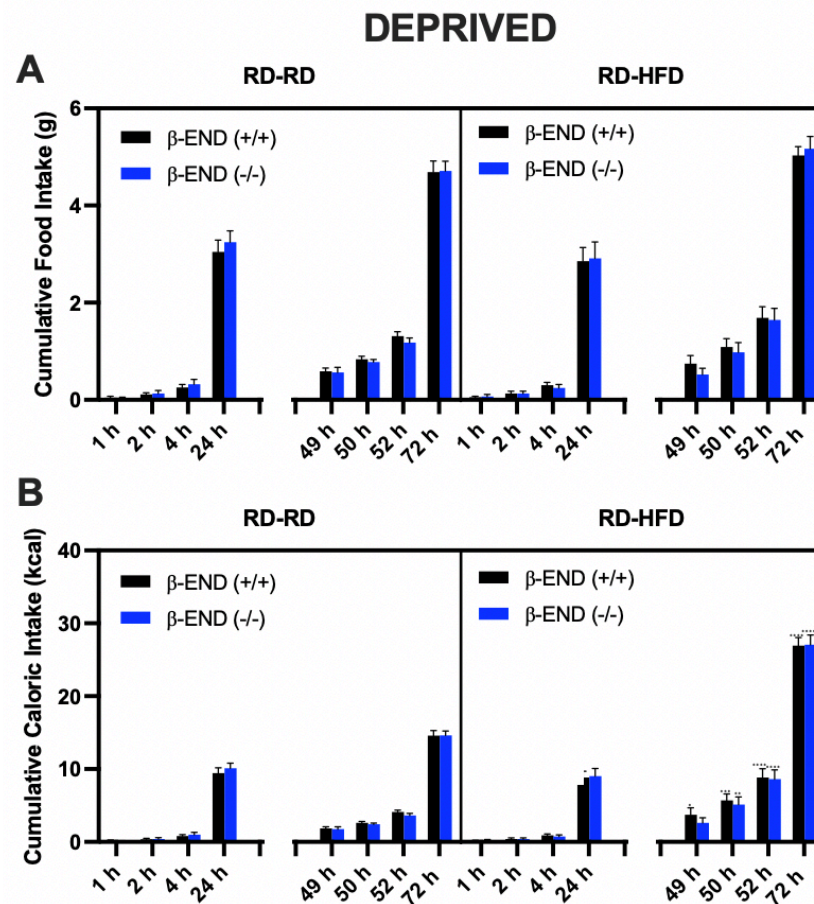 DEPRIVED
A
RD-RD
RD-HFD
Cumulative Food Intake (g)
6
4
2
0
β-END (+/+)
β-END (-/-)
β-END (+/+)
β-END (-/-)
1 h
2 h
4 h
24 h
49 h
50 h
52 h
72 h
1 h
2 h
4 h
24 h
49 h
50 h
52 h
72 h
B
RD-RD
RD-HFD
Cumulative Caloric Intake (kcal)
40
30
20
10
0
β-END (+/+)
β-END (-/-)
β-END (+/+)
β-END (-/-)
1 h
2 h
4 h
24 h
49 h
50 h
52 h
72 h
1 h
2 h
4 h
24 h
49 h
50 h
52 h
72 h